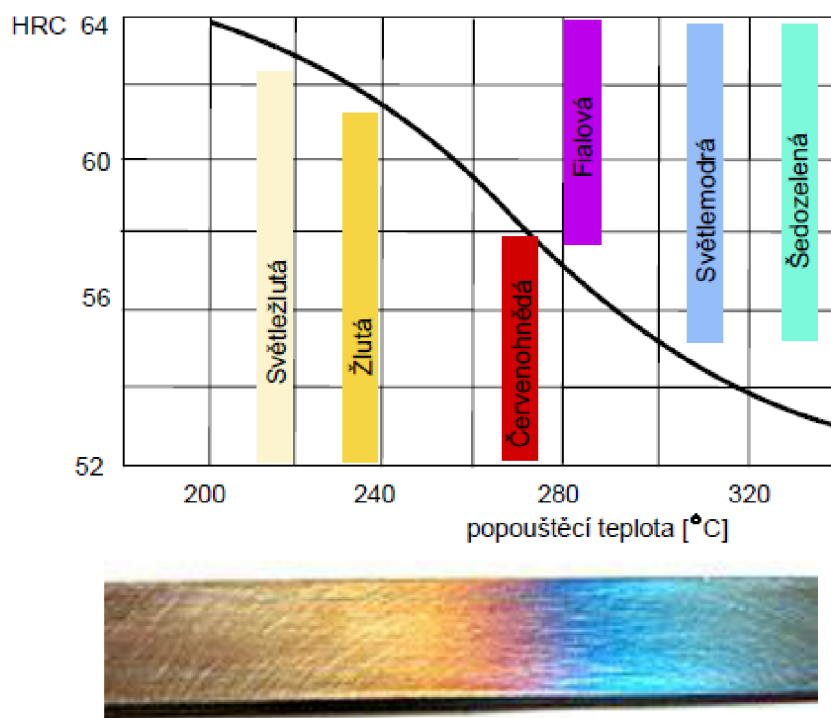 HRC 64
60
56
52
Světležlutá
Žlutá
Červenohnědá
Fialová
Světlemodrá
Šedozelená
200 240 280 320
popouštěcí teplota [°C]